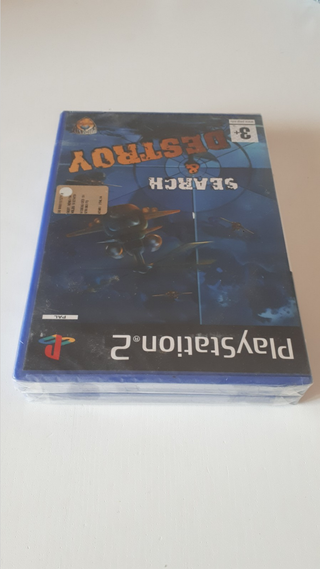 PlayStation®2
PAL
SEARCH
&
DESTROY
3+